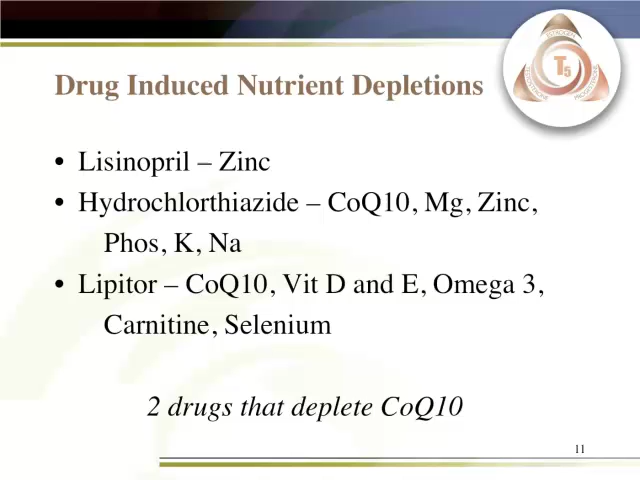 Drug Induced Nutrient Depletions
T5
• Lisinopril – Zinc
• Hydrochlorthiazide – CoQ10, Mg, Zinc,
Phos, K, Na
• Lipitor – CoQ10, Vit D and E, Omega 3,
Carnitine, Selenium
2 drugs that deplete CoQ10
11